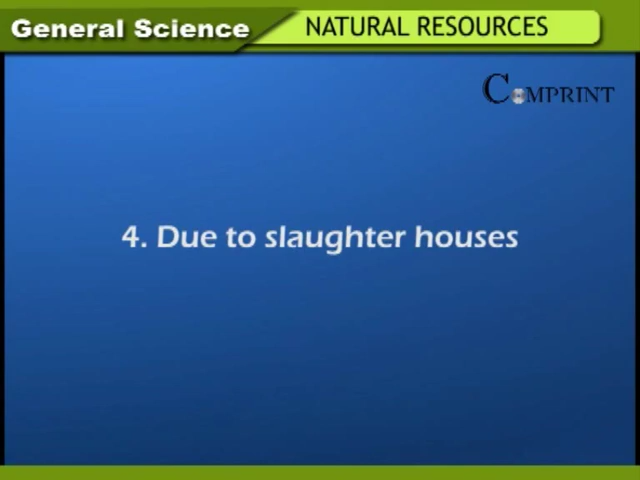 General Science
NATURAL RESOURCES
COMPRINT
4. Due to slaughter houses